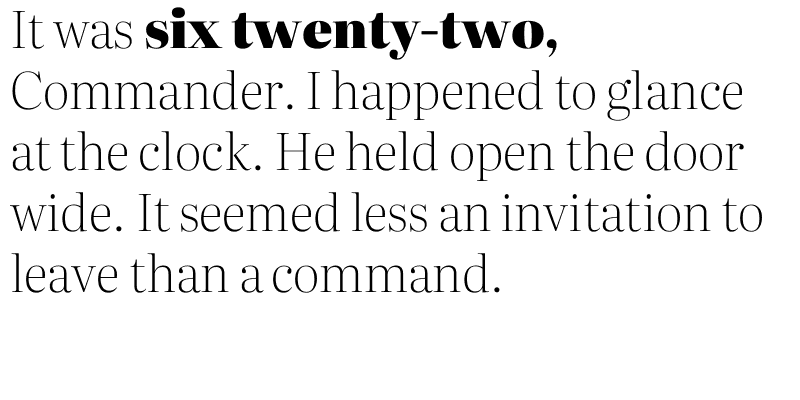 It was six twenty-two,
Commander. I happened to glance
at the clock. He held open the door
wide. It seemed less an invitation to
leave than a command.